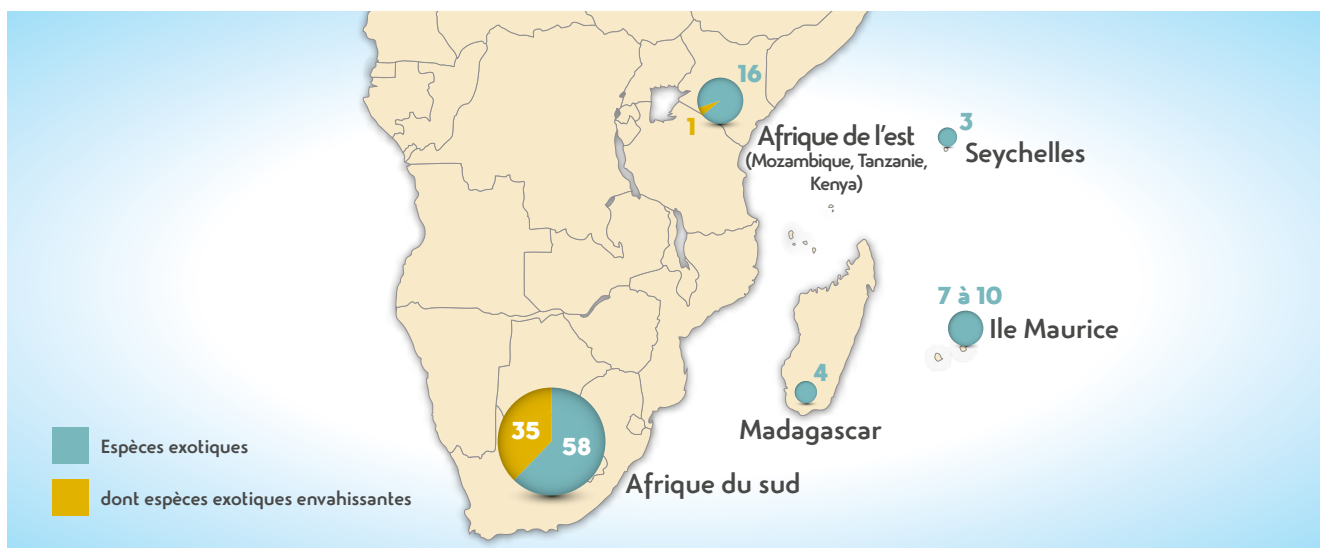 16
1
Afrique de l'est
(Mozambique, Tanzanie,
Kenya)
3
Seychelles
7 à 10
Ile Maurice
4
Madagascar
35
58
Afrique du sud
Espèces exotiques
dont espèces exotiques envahissantes